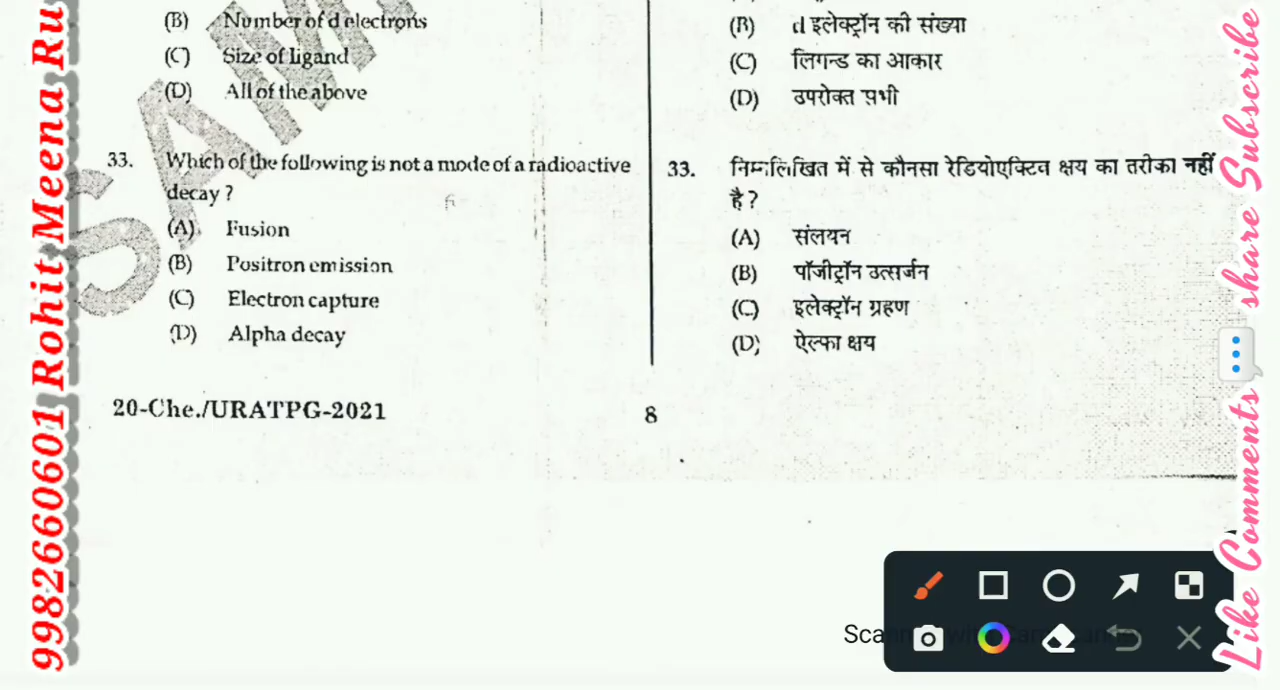 (B) Number of d electrons
(C) Size of ligand
(D) All of the above
33. Which of the following is not a mode of a radioactive
decay ?
(A) Fusion
(B) Positron emission
(C) Electron capture
(D) Alpha decay
(B) d इलेक्ट्रॉन की संख्या
(C) लिगन्ड का आकार
(D) उपरोक्त सभी
33. निम्नलिखित में से कौनसा रेडियोएक्टिव क्षय का तरीका नहीं
है ?
(A) संलयन
(B) पॉजीट्रॉन उत्सर्जन
(C) इलेक्ट्रॉन ग्रहण
(D) ऐल्फा क्षय
20-Che./URATPG-2021
8
9982660601 Rohit Meena Ru
Like Comments share Subscribe